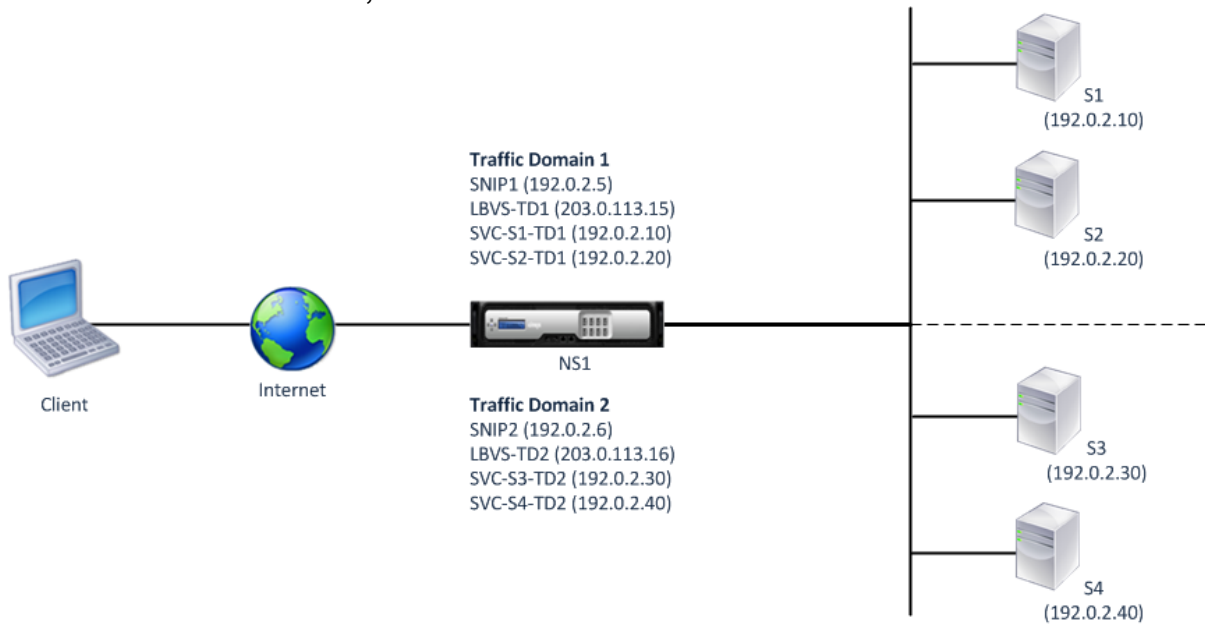 S1
(192.0.2.10)
Traffic Domain 1
SNIP1 (192.0.2.5)
LBVS-TD1 (203.0.113.15)
SVC-S1-TD1 (192.0.2.10)
SVC-S2-TD1 (192.0.2.20)
S2
(192.0.2.20)
Client
Internet
NS1
Traffic Domain 2
SNIP2 (192.0.2.6)
LBVS-TD2 (203.0.113.16)
SVC-S3-TD2 (192.0.2.30)
SVC-S4-TD2 (192.0.2.40)
S3
(192.0.2.30)
S4
(192.0.2.40)